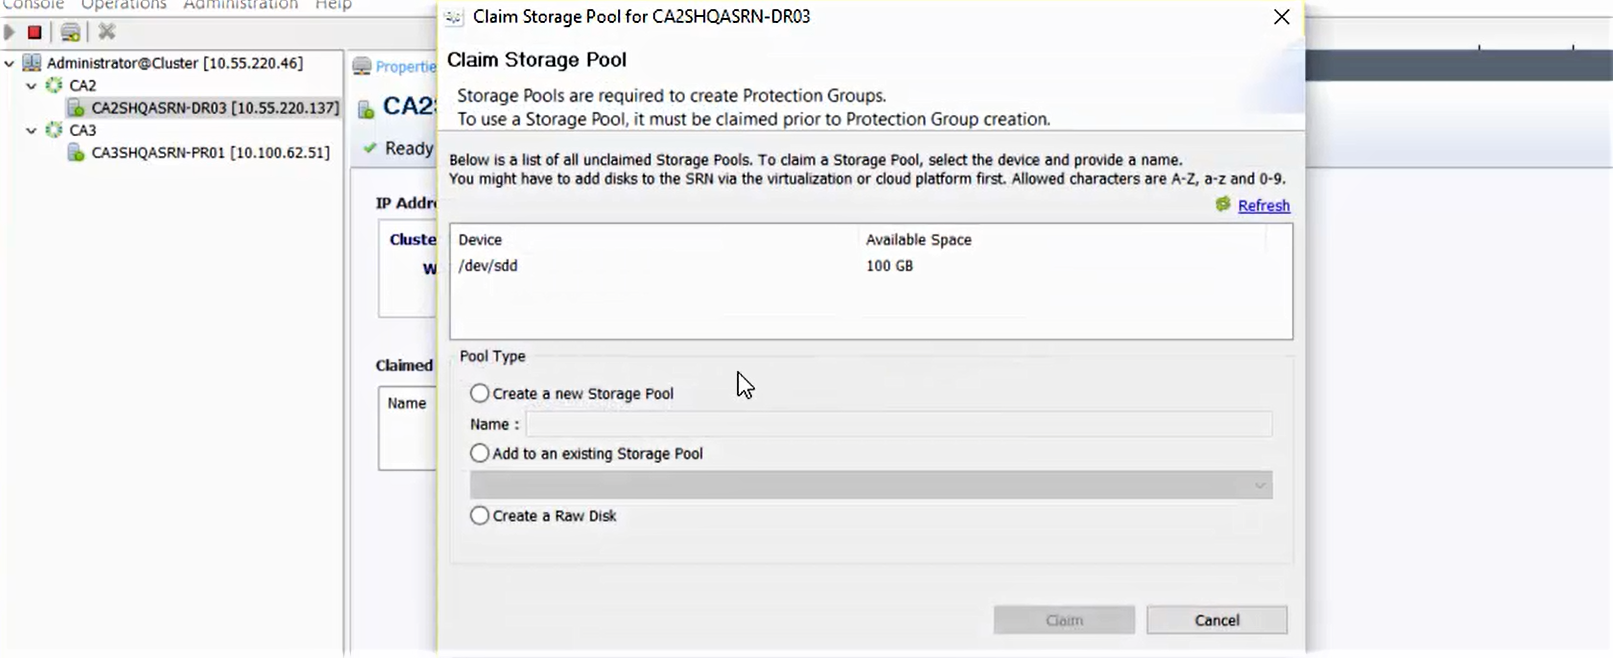 Console Operations Administration Help
Administrator@Cluster [10.55.220.46]
CA2
CA2SHQASRN-DR03 [10.55.220.137]
CA3
CA3SHQASRN-PR01 [10.100.62.51]
Propertie
CA2
Ready
IP Addr
Cluste
W
Claimed
Name
Claim Storage Pool for CA2SHQASRN-DR03
Claim Storage Pool
Storage Pools are required to create Protection Groups.
To use a Storage Pool, it must be claimed prior to Protection Group creation.
Below is a list of all unclaimed Storage Pools. To claim a Storage Pool, select the device and provide a name.
You might have to add disks to the SRN via the virtualization or cloud platform first. Allowed characters are A-Z, a-z and 0-9.
Refresh
Device Available Space
/dev/sdd 100 GB
Pool Type
Create a new Storage Pool
Name :
Add to an existing Storage Pool
Create a Raw Disk
Claim Cancel